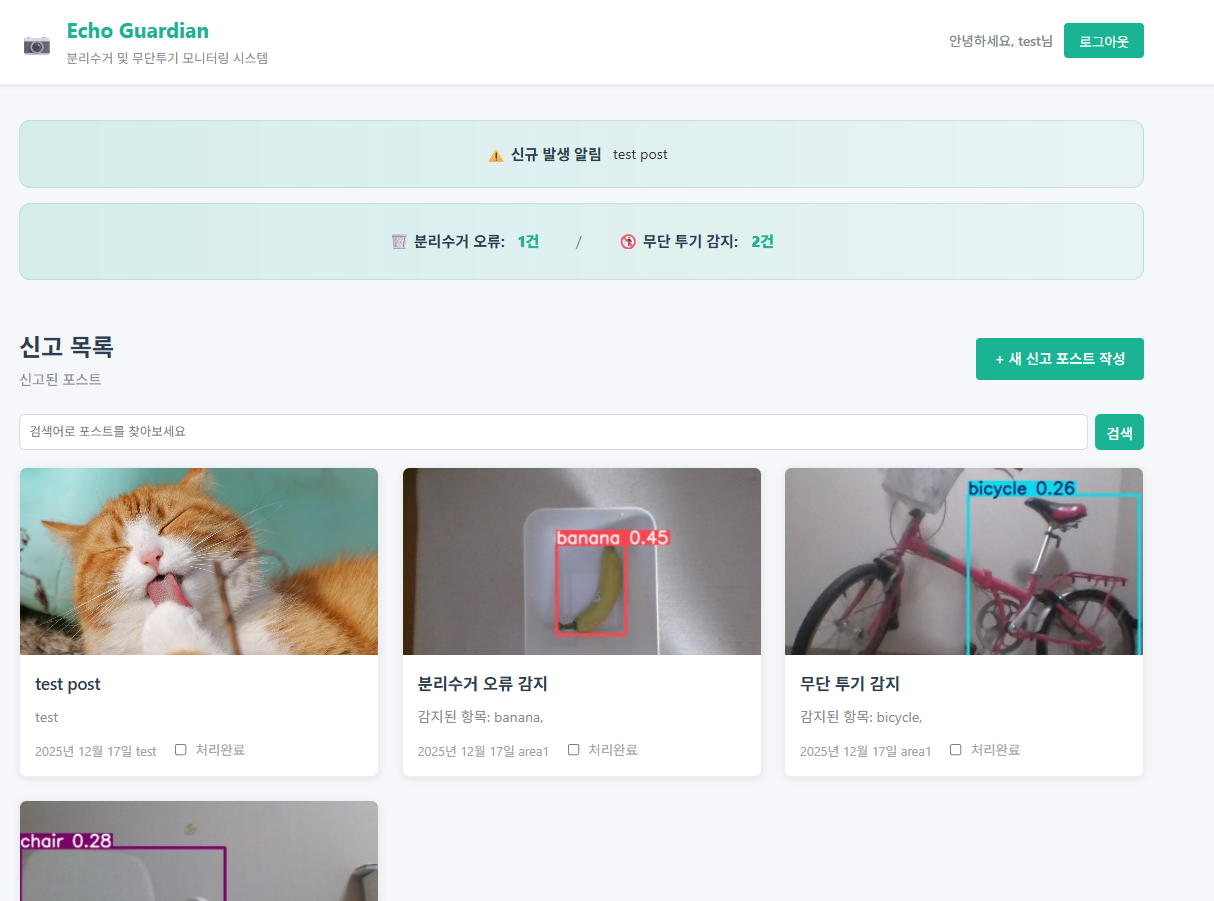 Echo Guardian
분리수거 및 무단투기 모니터링 시스템
안녕하세요, test님
로그아웃
신규 발생 알림 test post
분리수거 오류: 1건 / 무단 투기 감지: 2건
신고 목록
신고된 포스트
+ 새 신고 포스트 작성
검색어로 포스트를 찾아보세요
검색
banana 0.45
bicycle 0.26
test post
test
2025년 12월 17일 test 처리완료
분리수거 오류 감지
감지된 항목: banana,
2025년 12월 17일 area1 처리완료
무단 투기 감지
감지된 항목: bicycle,
2025년 12월 17일 area1 처리완료
chair 0.28